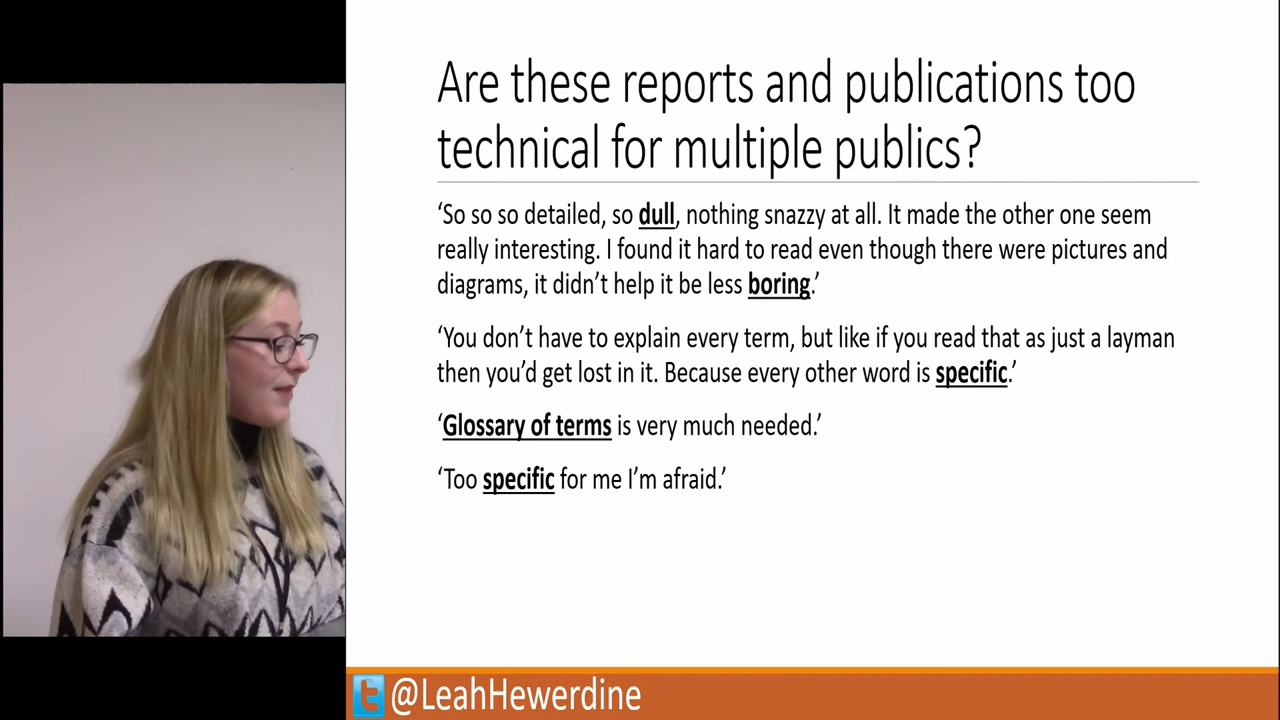 Are these reports and publications too
technical for multiple publics?
‘So so so detailed, so dull, nothing snazzy at all. It made the other one seem
really interesting. I found it hard to read even though there were pictures and
diagrams, it didn’t help it be less boring.’
‘You don’t have to explain every term, but like if you read that as just a layman
then you’d get lost in it. Because every other word is specific.’
‘Glossary of terms is very much needed.’
‘Too specific for me I’m afraid.’
@LeahHewerdine